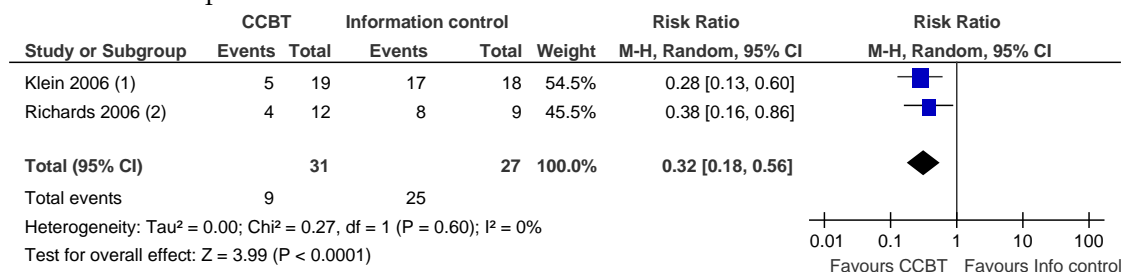 CCBT Information control Risk Ratio Risk Ratio
Study or Subgroup Events Total Events Total Weight M-H, Random, 95% CI M-H, Random, 95% CI
Klein 2006 (1) 5 19 17 18 54.5% 0.28 [0.13, 0.60]
Richards 2006 (2) 4 12 8 9 45.5% 0.38 [0.16, 0.86]
Total (95% CI) 31 27 100.0% 0.32 [0.18, 0.56]
Total events 9 25
Heterogeneity: Tau² = 0.00; Chi² = 0.27, df = 1 (P = 0.60); I² = 0%
Test for overall effect: Z = 3.99 (P < 0.0001)
0.01 0.1 1 10 100
Favours CCBT Favours Info control